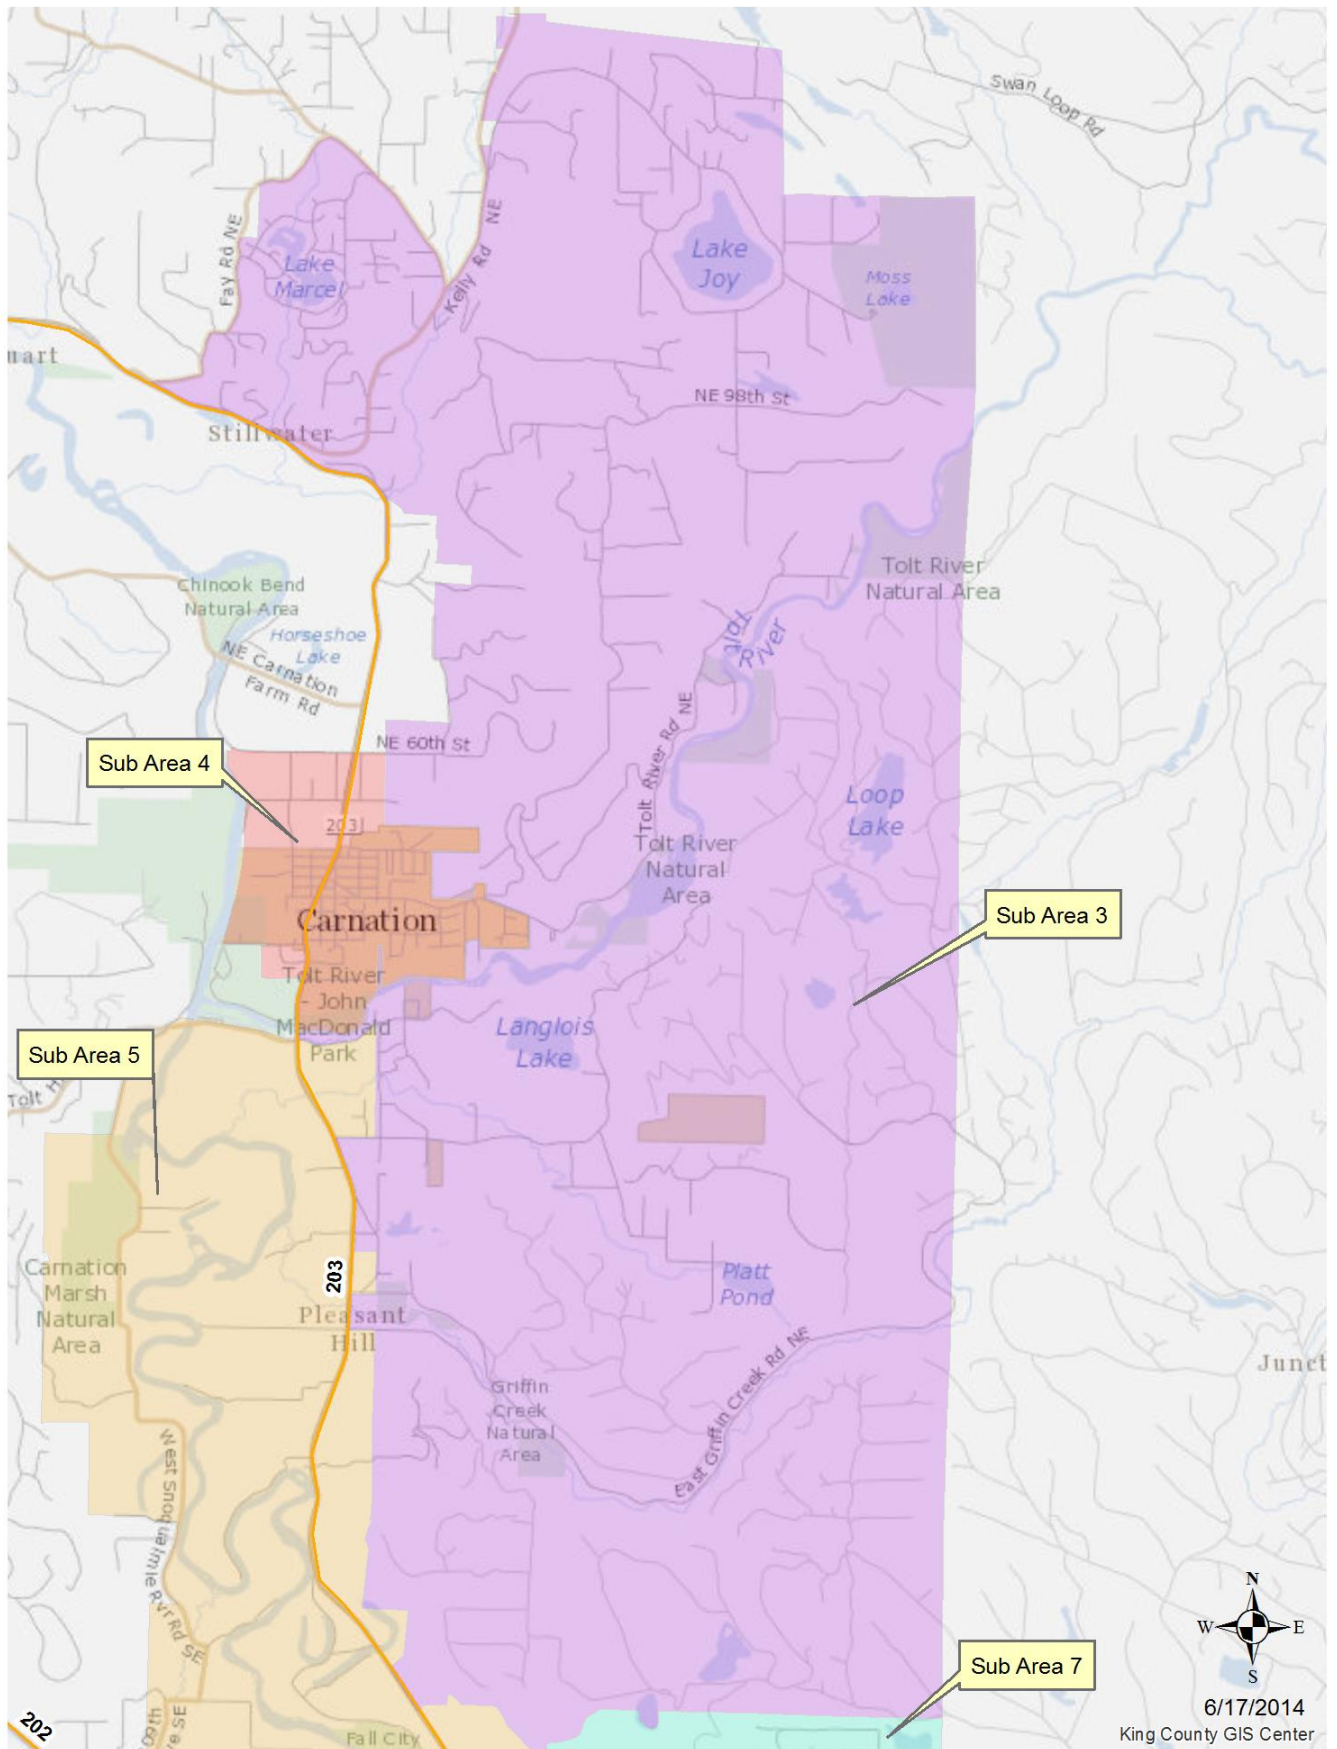 Swan Loop Rd
Fay Rd NE
Kelly Rd NE
Lake
Marcel
Lake
Joy
Moss
Lake
uart
NE 98th St
Stillwater
Tolt River
Natural Area
Chinook Bend
Natural Area
Horseshoe
Lake
NE Carnation
Farm Rd
Tolt
River
Tolt River Rd NE
NE 60th St
Sub Area 4
Loop
Lake
203
Tolt River
Natural
Area
Sub Area 3
Carnation
Tolt River
- John
MacDonald
Park
Langlois
Lake
Sub Area 5
Tolt H
Carnation
Marsh
Natural
Area
203
Platt
Pond
Pleasant
Hill
East Griffin Creek Rd NE
Junct
Griffin
Creek
Natural
Area
West Snoqualmie Rvr Rd SE
N
W
E
S
Sub Area 7
6/17/2014
King County GIS Center
202
Fall City